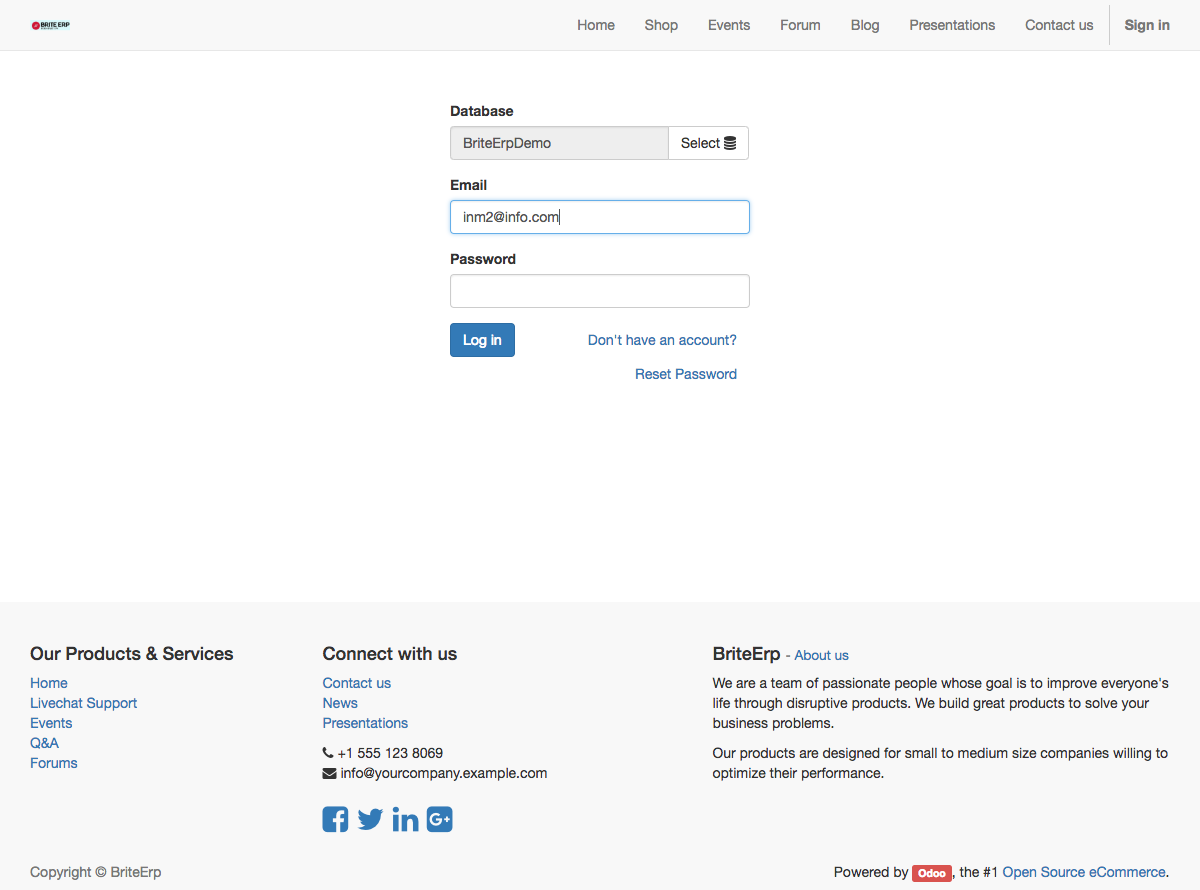 BRITE ERP
Home Shop Events Forum Blog Presentations Contact us Sign in
Database
BriteErpDemo Select
Email
inm2@info.com
Password
Log in Don't have an account?
Reset Password
Our Products & Services
Home
Livechat Support
Events
Q&A
Forums
Connect with us
Contact us
News
Presentations
+1 555 123 8069
info@yourcompany.example.com
BriteErp - About us
We are a team of passionate people whose goal is to improve everyone's
life through disruptive products. We build great products to solve your
business problems.
Our products are designed for small to medium size companies willing to
optimize their performance.
Copyright © BriteErp
Powered by Odoo, the #1 Open Source eCommerce.